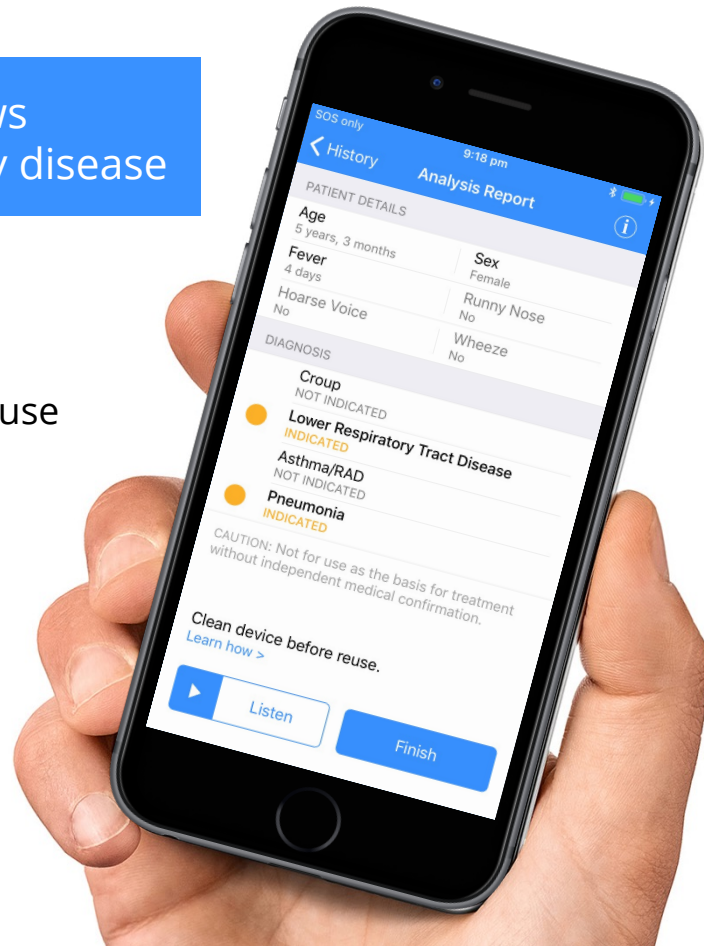 ws
y disease
use
SOS only
9:18 pm
History
Analysis Report
PATIENT DETAILS
Age
5 years, 3 months
Sex
Female
Fever
4 days
Runny Nose
No
Hoarse Voice
No
Wheeze
No
DIAGNOSIS
Croup
NOT INDICATED
Lower Respiratory Tract Disease
INDICATED
Asthma/RAD
NOT INDICATED
Pneumonia
INDICATED
CAUTION: Not for use as the basis for treatment
without independent medical confirmation.
Clean device before reuse.
Learn how >
Listen
Finish